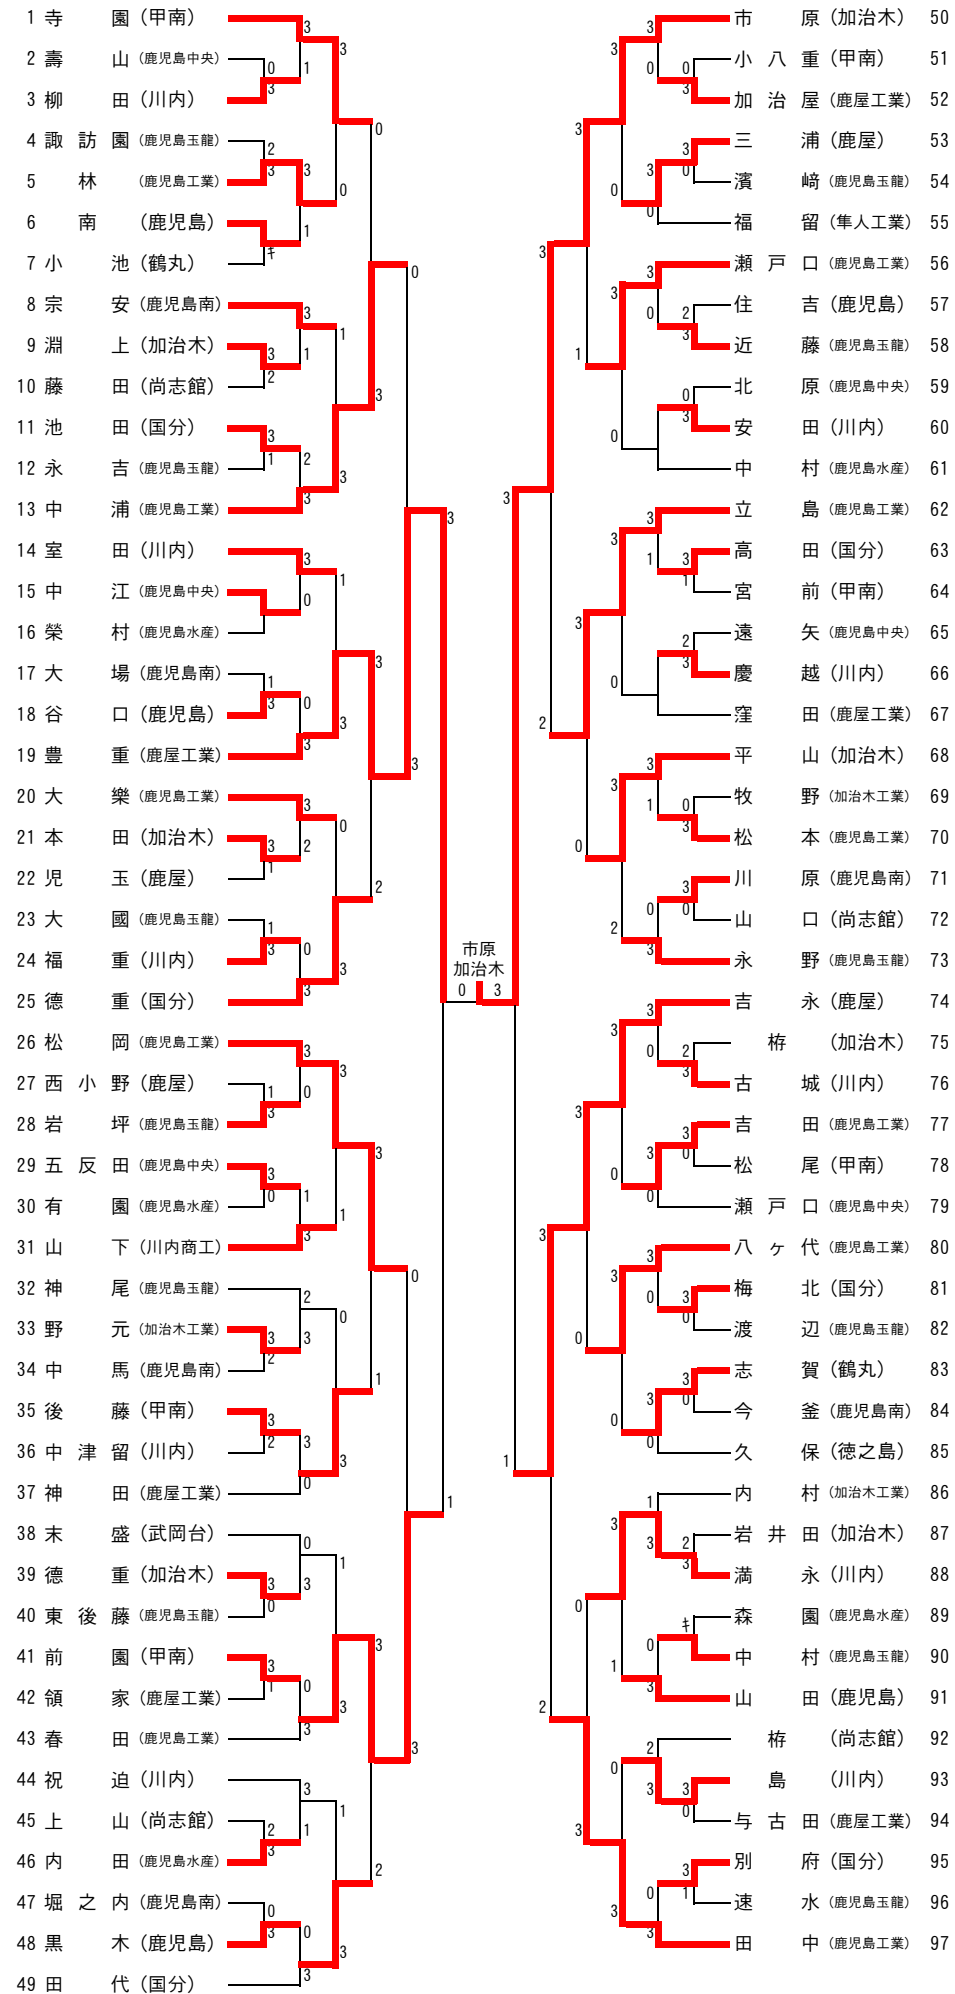 1 寺園（甲南）
2 壽山（鹿児島中央）
3 柳田（川内）
4 諏訪園（鹿児島玉龍）
5 林（鹿児島工業）
6 南（鹿児島）
7 小池（鶴丸）
8 宗安（鹿児島南）
9 淵上（加治木）
10 藤田（尚志館）
11 池田（国分）
12 永吉（鹿児島玉龍）
13 中浦（鹿児島工業）
14 室田（川内）
15 中江（鹿児島中央）
16 榮村（鹿児島水産）
17 大場（鹿児島南）
18 谷口（鹿児島）
19 豊重（鹿屋工業）
20 大樂（鹿児島工業）
21 本田（加治木）
22 児玉（鹿屋）
23 大國（鹿児島玉龍）
24 福重（川内）
25 德重（国分）
26 松岡（鹿児島工業）
27 西小野（鹿屋）
28 岩坪（鹿児島玉龍）
29 五反田（鹿児島中央）
30 有園（鹿児島水産）
31 山下（川内商工）
32 神尾（鹿児島玉龍）
33 野元（加治木工業）
34 中馬（鹿児島南）
35 後藤（甲南）
36 中津留（川内）
37 神田（鹿屋工業）
38 末盛（武岡台）
39 德重（加治木）
40 東後藤（鹿児島玉龍）
41 前園（甲南）
42 領家（鹿屋工業）
43 春田（鹿児島工業）
44 祝迫（川内）
45 上山（尚志館）
46 内田（鹿児島水産）
47 堀之内（鹿児島南）
48 黒木（鹿児島）
49 田代（国分）
市原
加治木
0 3
市原（加治木） 50
小八重（甲南） 51
加治屋（鹿屋工業） 52
三浦（鹿屋） 53
濱﨑（鹿児島玉龍） 54
福留（隼人工業） 55
瀬戸口（鹿児島工業） 56
住吉（鹿児島） 57
近藤（鹿児島玉龍） 58
北原（鹿児島中央） 59
安田（川内） 60
中村（鹿児島水産） 61
立島（鹿児島工業） 62
高田（国分） 63
宮前（甲南） 64
遠矢（鹿児島中央） 65
慶越（川内） 66
窪田（鹿屋工業） 67
平山（加治木） 68
牧野（加治木工業） 69
松本（鹿児島工業） 70
川原（鹿児島南） 71
山口（尚志館） 72
永野（鹿児島玉龍） 73
吉永（鹿屋） 74
栫（加治木） 75
古城（川内） 76
吉田（鹿児島工業） 77
松尾（甲南） 78
瀬戸口（鹿児島中央） 79
八ヶ代（鹿児島工業） 80
梅北（国分） 81
渡辺（鹿児島玉龍） 82
志賀（鶴丸） 83
今釜（鹿児島南） 84
久保（徳之島） 85
内村（加治木工業） 86
岩井田（加治木） 87
満永（川内） 88
森園（鹿児島水産） 89
中村（鹿児島玉龍） 90
山田（鹿児島） 91
栫（尚志館） 92
島（川内） 93
与古田（鹿屋工業） 94
別府（国分） 95
速水（鹿児島玉龍） 96
田中（鹿児島工業） 97